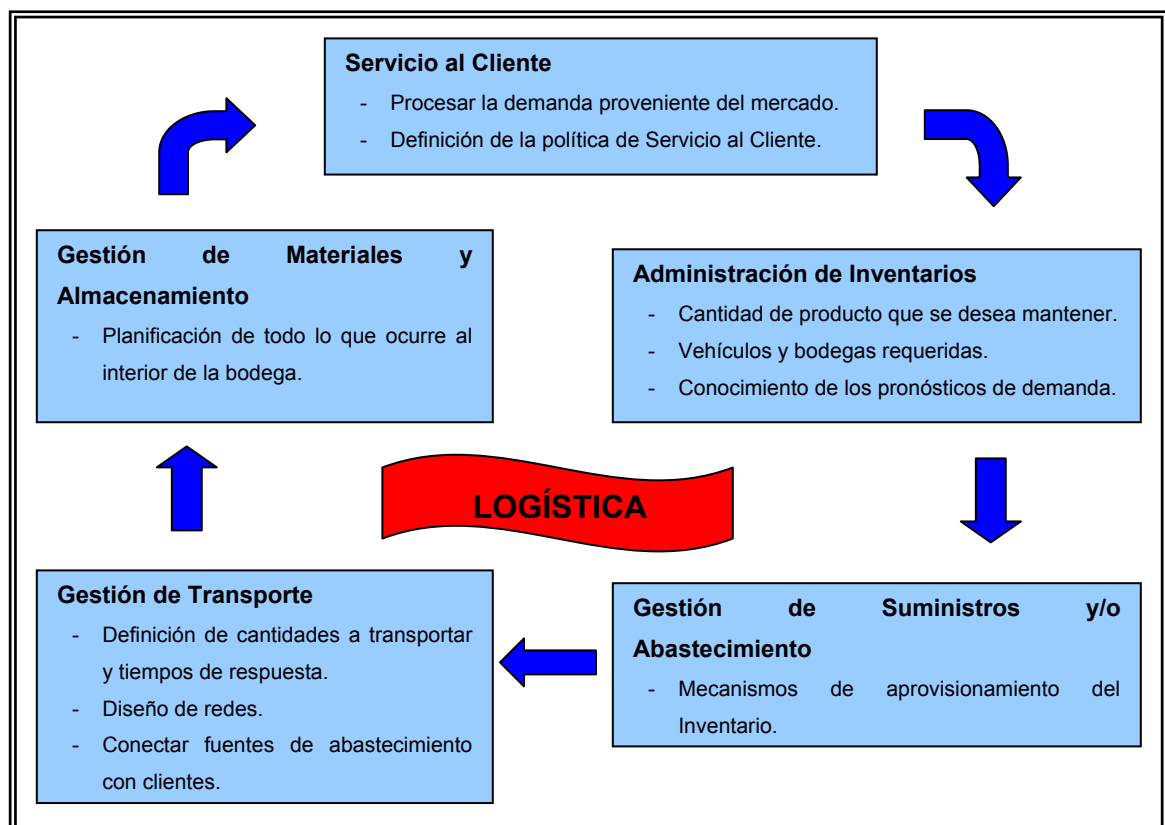 Servicio al Cliente
- Procesar la demanda proveniente del mercado.
- Definición de la política de Servicio al Cliente.
Gestión de Materiales y
Almacenamiento
- Planificación de todo lo que ocurre al
interior de la bodega.
Administración de Inventarios
- Cantidad de producto que se desea mantener.
- Vehículos y bodegas requeridas.
- Conocimiento de los pronósticos de demanda.
LOGÍSTICA
Gestión de Transporte
- Definición de cantidades a transportar
y tiempos de respuesta.
- Diseño de redes.
- Conectar fuentes de abastecimiento
con clientes.
Gestión de Suministros y/o
Abastecimiento
- Mecanismos de aprovisionamiento del
Inventario.